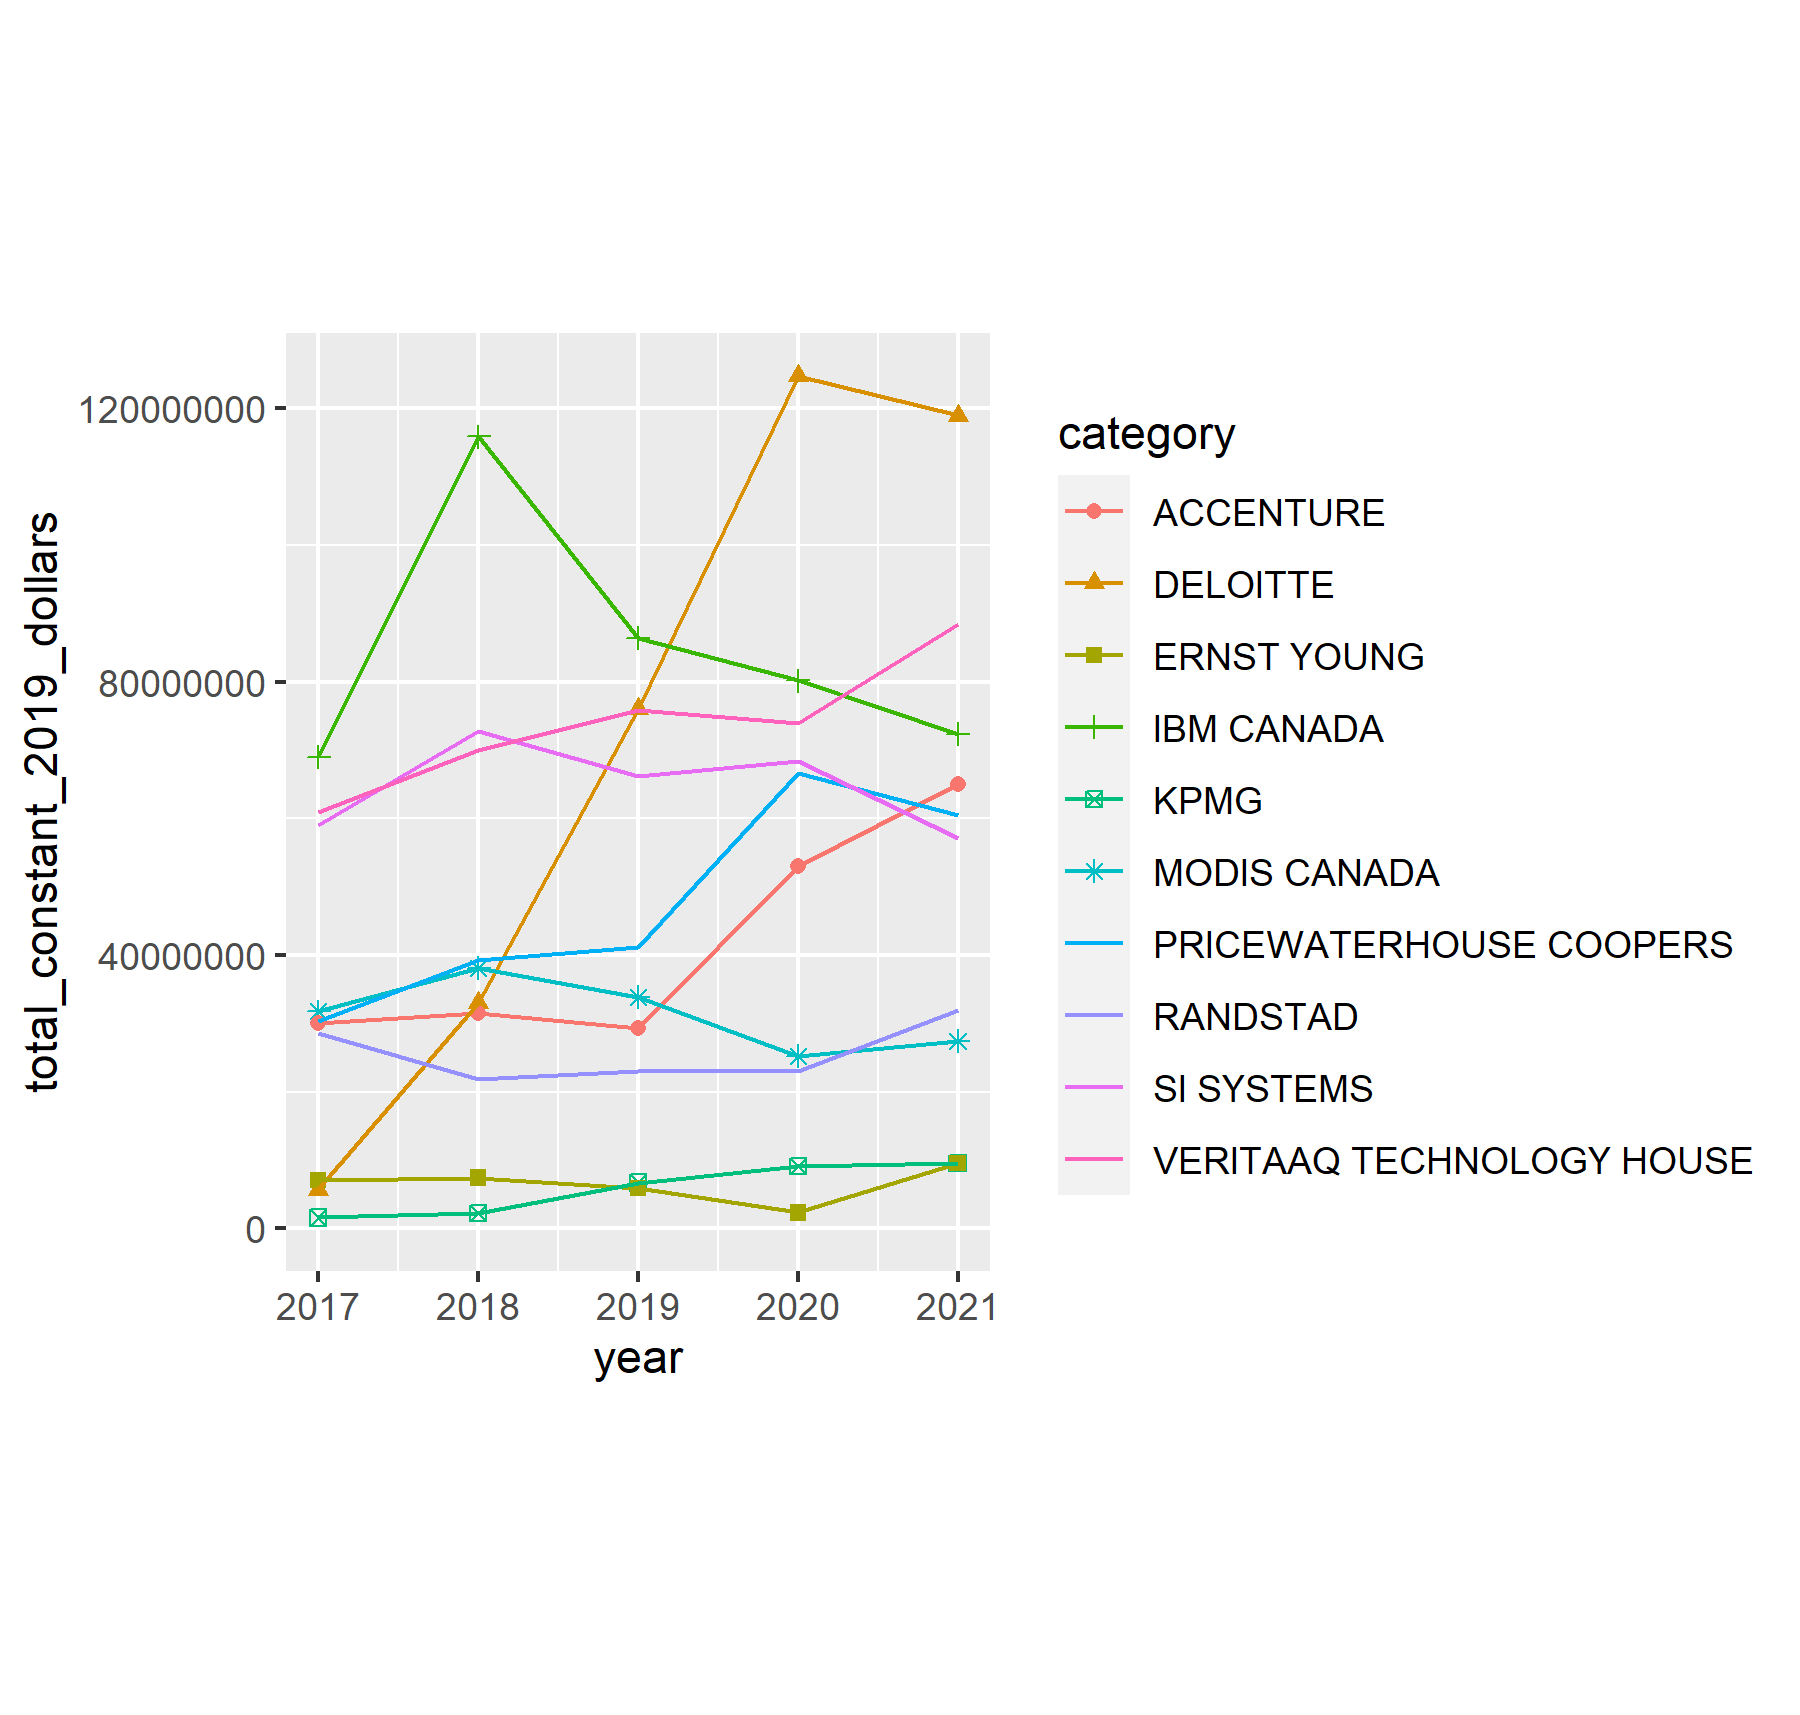 total_constant_2019_dollars
120000000
80000000
40000000
0
2017 2018 2019 2020 2021
year
category
ACCENTURE
DELOITTE
ERNST YOUNG
IBM CANADA
KPMG
MODIS CANADA
PRICEWATERHOUSE COOPERS
RANDSTAD
SI SYSTEMS
VERITAAQ TECHNOLOGY HOUSE